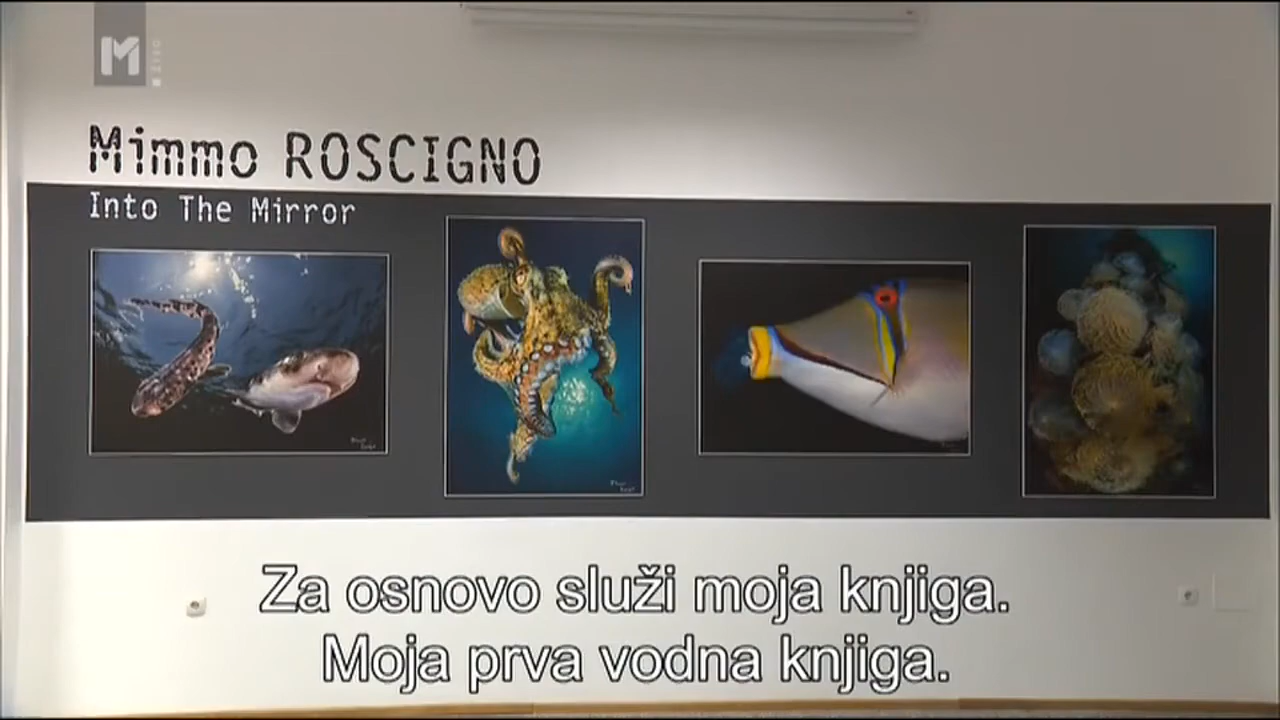 M
Mimmo ROSCIGNO
Into The Mirror
Za osnovo služi moja knjiga.
Moja prva vodna knjiga.